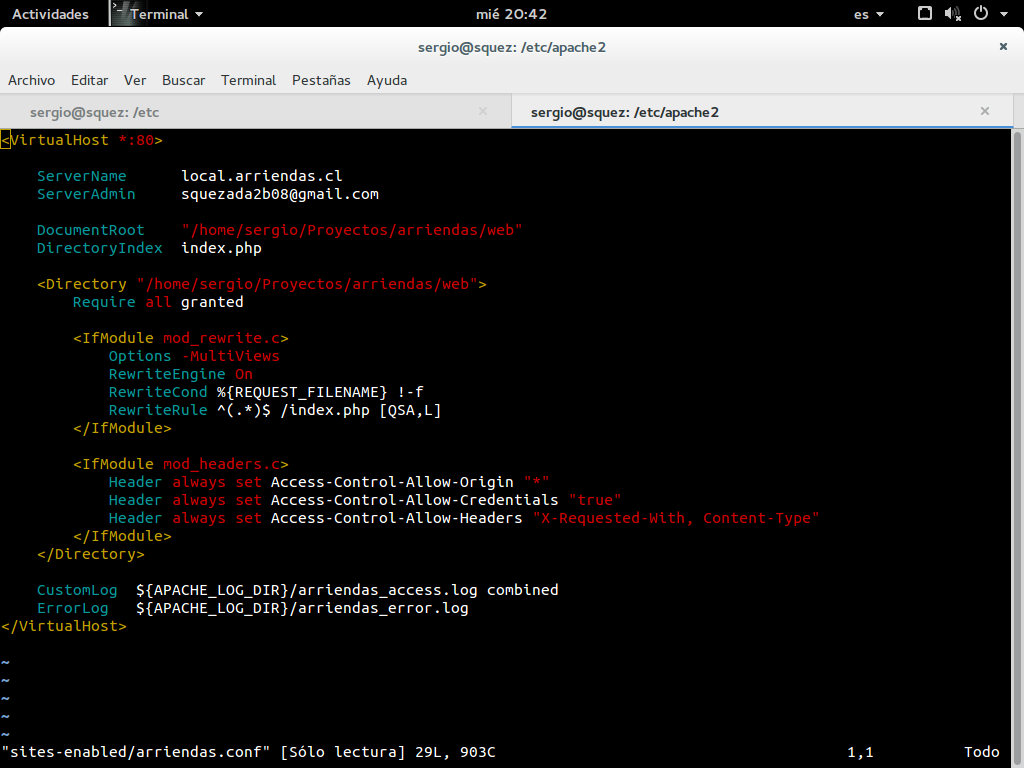 Actividades Terminal mié 20:42 es
sergio@squez: /etc/apache2
Archivo Editar Ver Buscar Terminal Pestañas Ayuda
sergio@squez: /etc sergio@squez: /etc/apache2
<VirtualHost *:80>
ServerName local.arriendas.cl
ServerAdmin squezada2b08@gmail.com
DocumentRoot "/home/sergio/Proyectos/arriendas/web"
DirectoryIndex index.php
<Directory "/home/sergio/Proyectos/arriendas/web">
Require all granted
<IfModule mod_rewrite.c>
Options -MultiViews
RewriteEngine On
RewriteCond %{REQUEST_FILENAME} !-f
RewriteRule ^(.*)$ /index.php [QSA,L]
</IfModule>
<IfModule mod_headers.c>
Header always set Access-Control-Allow-Origin "*"
Header always set Access-Control-Allow-Credentials "true"
Header always set Access-Control-Allow-Headers "X-Requested-With, Content-Type"
</IfModule>
</Directory>
CustomLog ${APACHE_LOG_DIR}/arriendas_access.log combined
ErrorLog ${APACHE_LOG_DIR}/arriendas_error.log
</VirtualHost>
~
~
~
~
~
"sites-enabled/arriendas.conf" [Sólo lectura] 29L, 903C 1,1 Todo